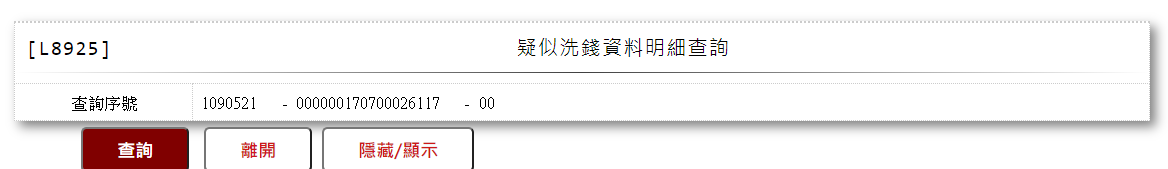 [L8925] 疑似洗錢資料明細查詢
查詢序號 1090521 - 000000170700026117 - 00
查詢 離開 隱藏/顯示